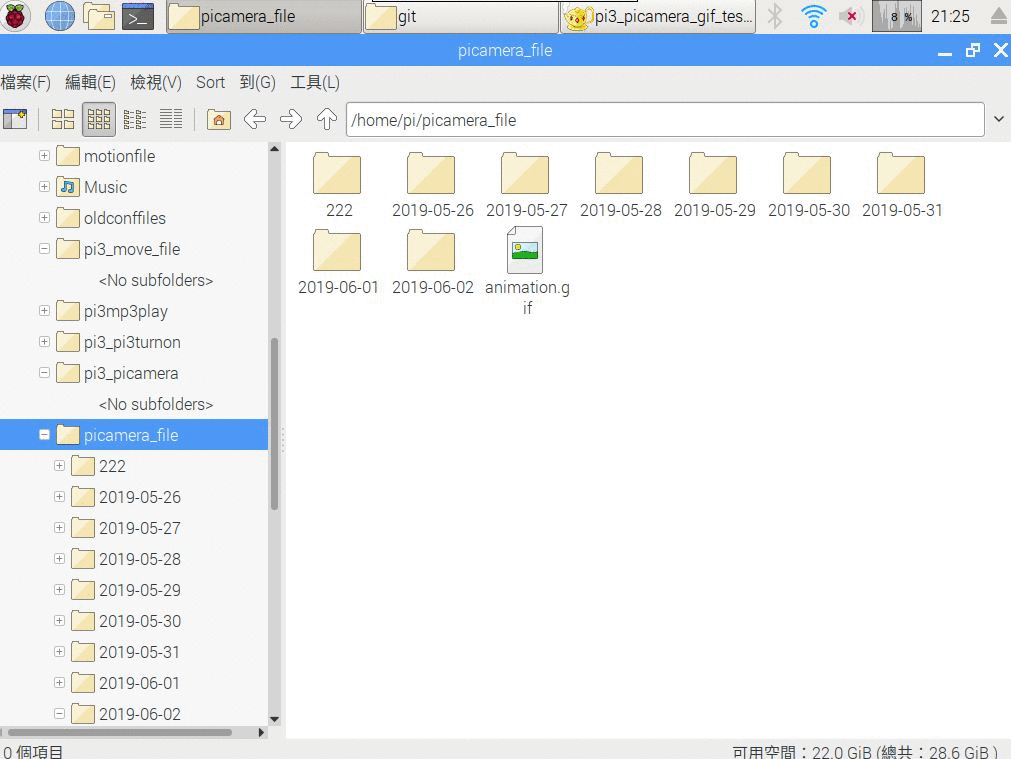 picamera_file
git
pi3_picamera_gif_tes...
8 %
21:25
picamera_file
檔案(F) 編輯(E) 檢視(V) Sort 到(G) 工具(L)
/home/pi/picamera_file
motionfile
Music
oldconffiles
pi3_move_file
<No subfolders>
pi3mp3play
pi3_pi3turnon
pi3_picamera
<No subfolders>
picamera_file
222
2019-05-26
2019-05-27
2019-05-28
2019-05-29
2019-05-30
2019-05-31
2019-06-01
2019-06-02
222 2019-05-26 2019-05-27 2019-05-28 2019-05-29 2019-05-30 2019-05-31
2019-06-01 2019-06-02 animation.g
if
0 個項目
可用空間：22.0 GiB (總共：28.6 GiB )